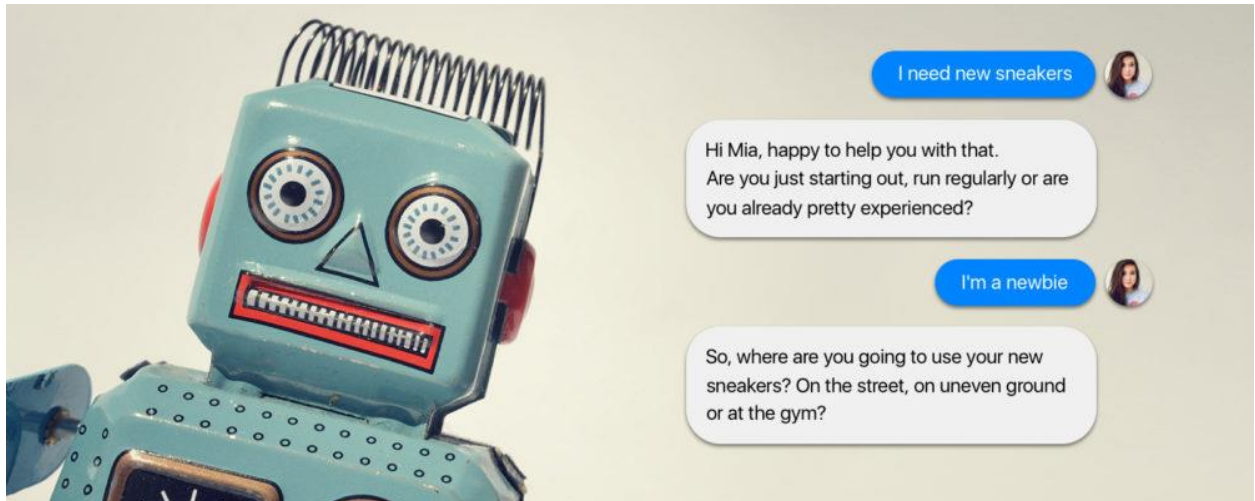 I need new sneakers
Hi Mia, happy to help you with that.
Are you just starting out, run regularly or are
you already pretty experienced?
I'm a newbie
So, where are you going to use your new
sneakers? On the street, on uneven ground
or at the gym?